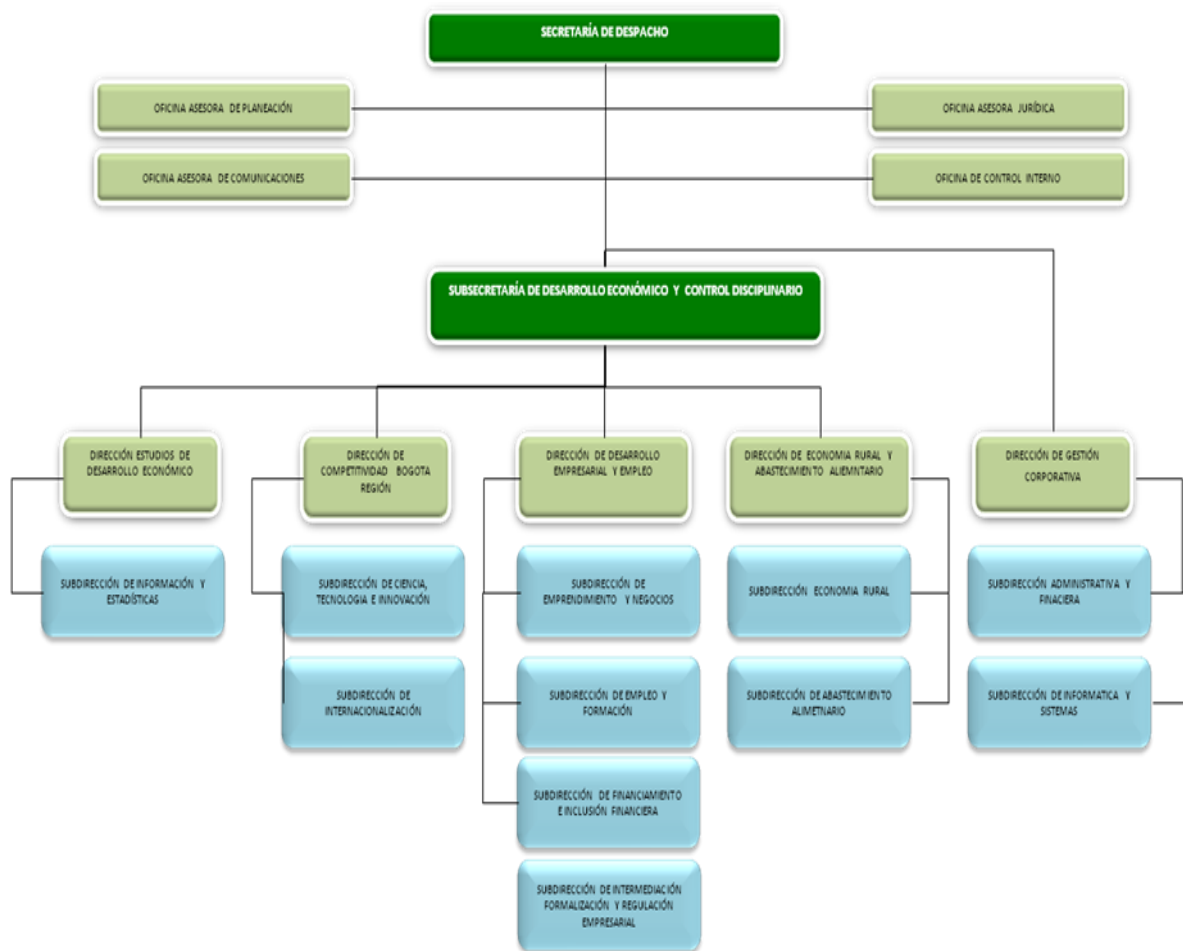 SECRETARÍA DE DESPACHO
OFICINA ASESORA DE PLANEACIÓN
OFICINA ASESORA JURÍDICA
OFICINA ASESORA DE COMUNICACIONES
OFICINA DE CONTROL INTERNO
SUBSECRETARÍA DE DESARROLLO ECONÓMICO Y CONTROL DISCIPLINARIO
DIRECCIÓN ESTUDIOS DE
DESARROLLO ECONÓMICO
DIRECCIÓN DE
COMPETITIVIDAD BOGOTA
REGIÓN
DIRECCIÓN DE DESARROLLO
EMPRESARIAL Y EMPLEO
DIRECCIÓN DE ECONOMIA RURAL Y
ABASTECIMIENTO ALIEMNTARIO
DIRECCIÓN DE GESTIÓN
CORPORATIVA
SUBDIRECCIÓN DE INFORMACIÓN Y
ESTADÍSTICAS
SUBDIRECCIÓN DE CIENCIA,
TECNOLOGIA E INNOVACIÓN
SUBDIRECCIÓN DE
EMPRENDIMIENTO Y NEGOCIOS
SUBDIRECCIÓN ECONOMIA RURAL
SUBDIRECCIÓN ADMINISTRATIVA Y
FINACIERA
SUBDIRECCIÓN DE
INTERNACIONALIZACIÓN
SUBDIRECCIÓN DE EMPLEO Y
FORMACIÓN
SUBDIRECCIÓN DE ABASTECIMIENTO
ALIMETNARIO
SUBDIRECCIÓN DE INFORMATICA Y
SISTEMAS
SUBDIRECCIÓN DE FINANCIAMIENTO
E INCLUSIÓN FINANCIERA
SUBDIRECCIÓN DE INTERMEDIACIÓN
FORMALIZACIÓN Y REGULACIÓN
EMPRESARIAL